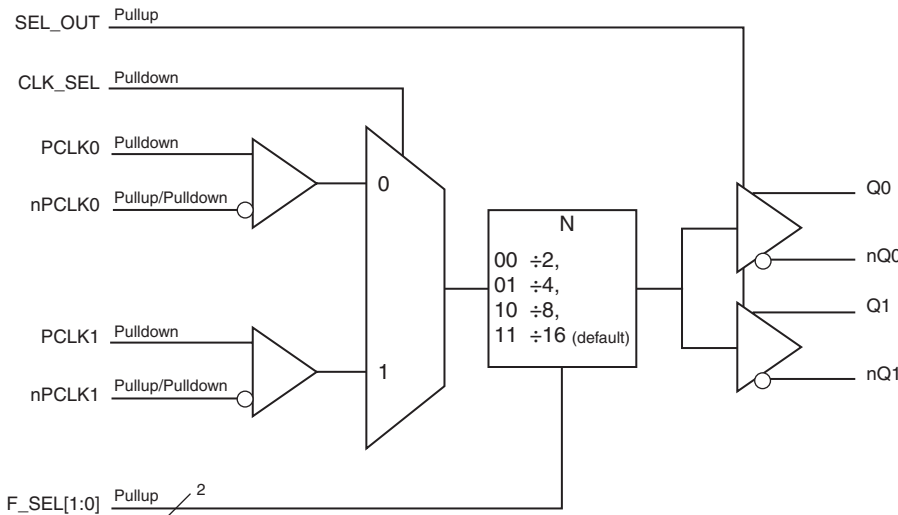 SEL_OUT Pullup
CLK_SEL Pulldown
PCLK0 Pulldown
nPCLK0 Pullup/Pulldown
0
Q0
nQ0
N
00 ÷2,
01 ÷4,
10 ÷8,
11 ÷16 (default)
PCLK1 Pulldown
nPCLK1 Pullup/Pulldown
1
Q1
nQ1
F_SEL[1:0] Pullup 2